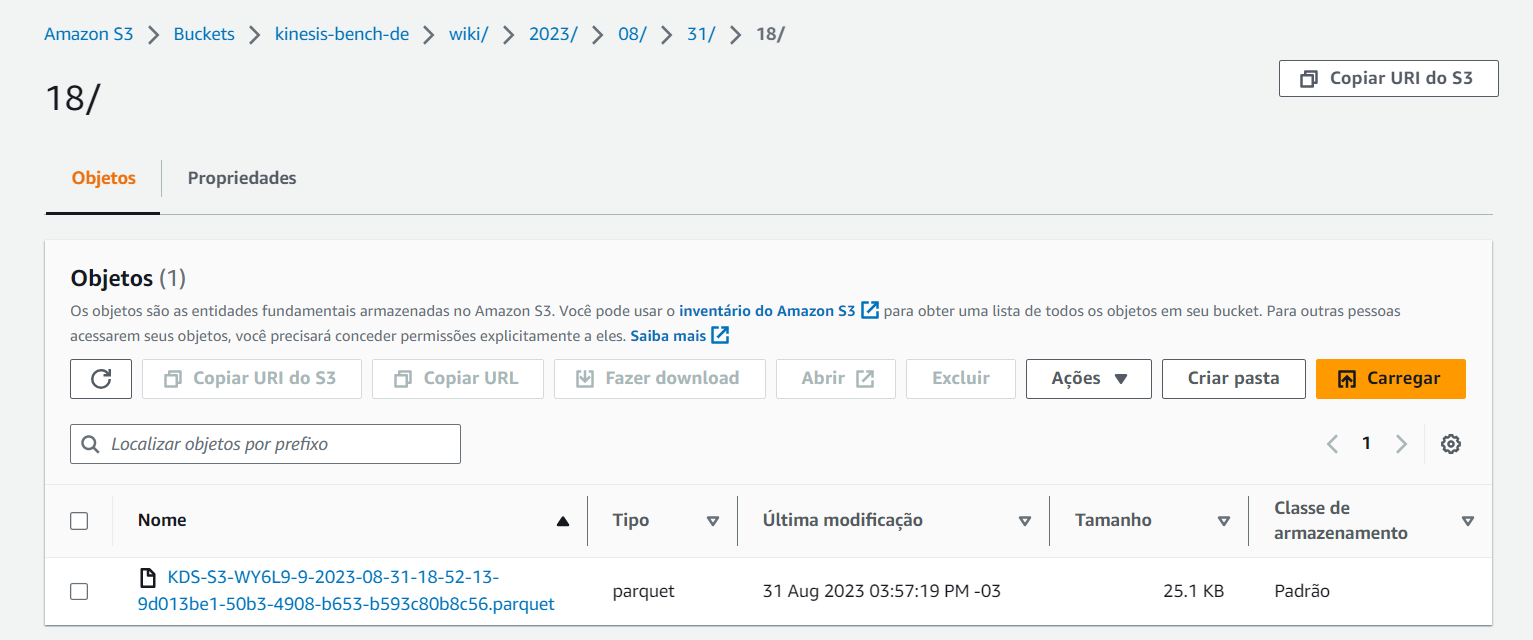 Amazon S3 > Buckets > kinesis-bench-de > wiki/ > 2023/ > 08/ > 31/ > 18/
18/
Copiar URI do S3
Objetos
Propriedades
Objetos (1)
Os objetos são as entidades fundamentais armazenadas no Amazon S3. Você pode usar o inventário do Amazon S3 para obter uma lista de todos os objetos em seu bucket. Para outras pessoas
acessarem seus objetos, você precisará conceder permissões explicitamente a eles. Saiba mais
Copiar URI do S3
Copiar URL
Fazer download
Abrir
Excluir
Ações
Criar pasta
Carregar
Localizar objetos por prefixo
1
Nome
Tipo
Última modificação
Tamanho
Classe de
armazenamento
KDS-S3-WY6L9-9-2023-08-31-18-52-13-
9d013be1-50b3-4908-b653-b593c80b8c56.parquet
parquet
31 Aug 2023 03:57:19 PM -03
25.1 KB
Padrão